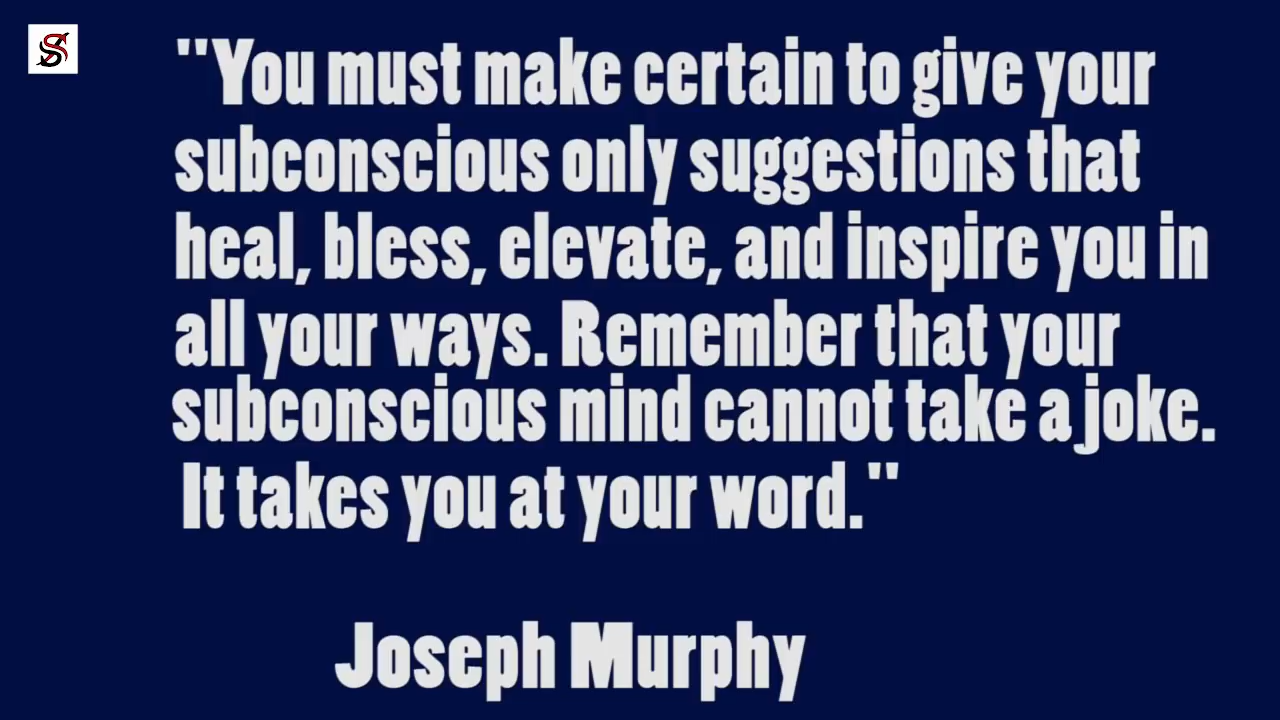 "You must make certain to give your
subconscious only suggestions that
heal, bless, elevate, and inspire you in
all your ways. Remember that your
subconscious mind cannot take a joke.
It takes you at your word."
Joseph Murphy